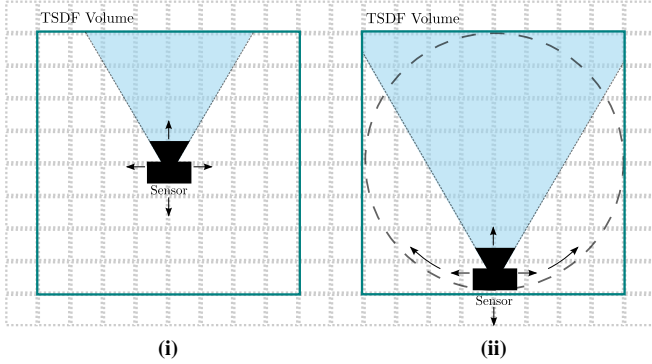 TSDF Volume
TSDF Volume
Sensor
Sensor
(i)
(ii)